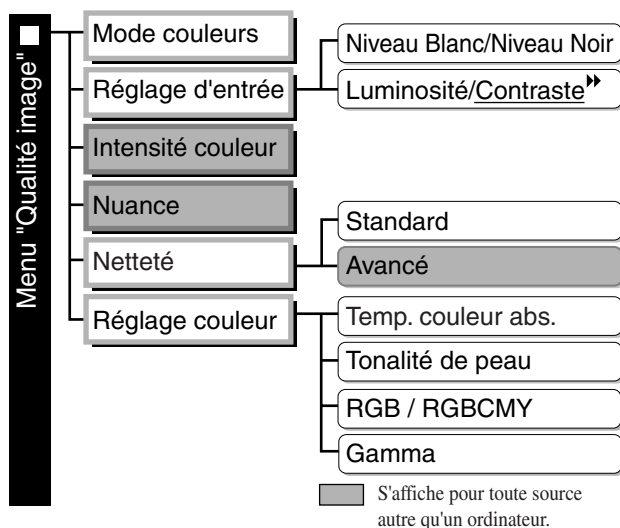 Menu "Qualité image"
Mode couleurs
Réglage d'entrée
Niveau Blanc/Niveau Noir
Luminosité/Contraste
Intensité couleur
Nuance
Netteté
Standard
Avancé
Réglage couleur
Temp. couleur abs.
Tonalité de peau
RGB / RGBCMY
Gamma
S'affiche pour toute source
autre qu'un ordinateur.